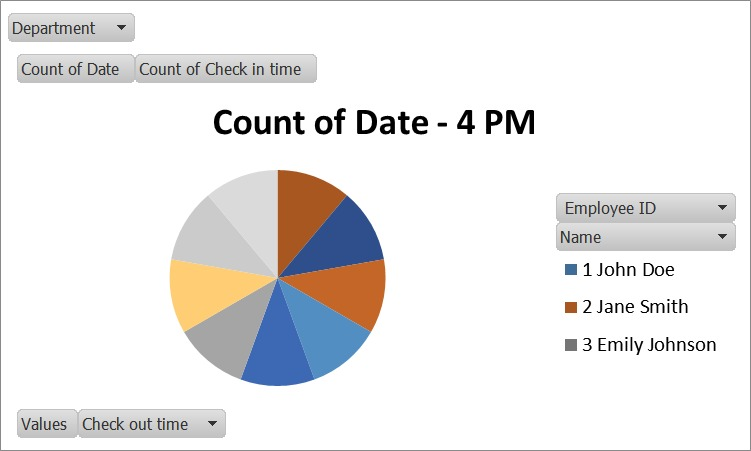 Department
Count of Date Count of Check in time
Count of Date - 4 PM
Employee ID
Name
1 John Doe
2 Jane Smith
3 Emily Johnson
Values Check out time